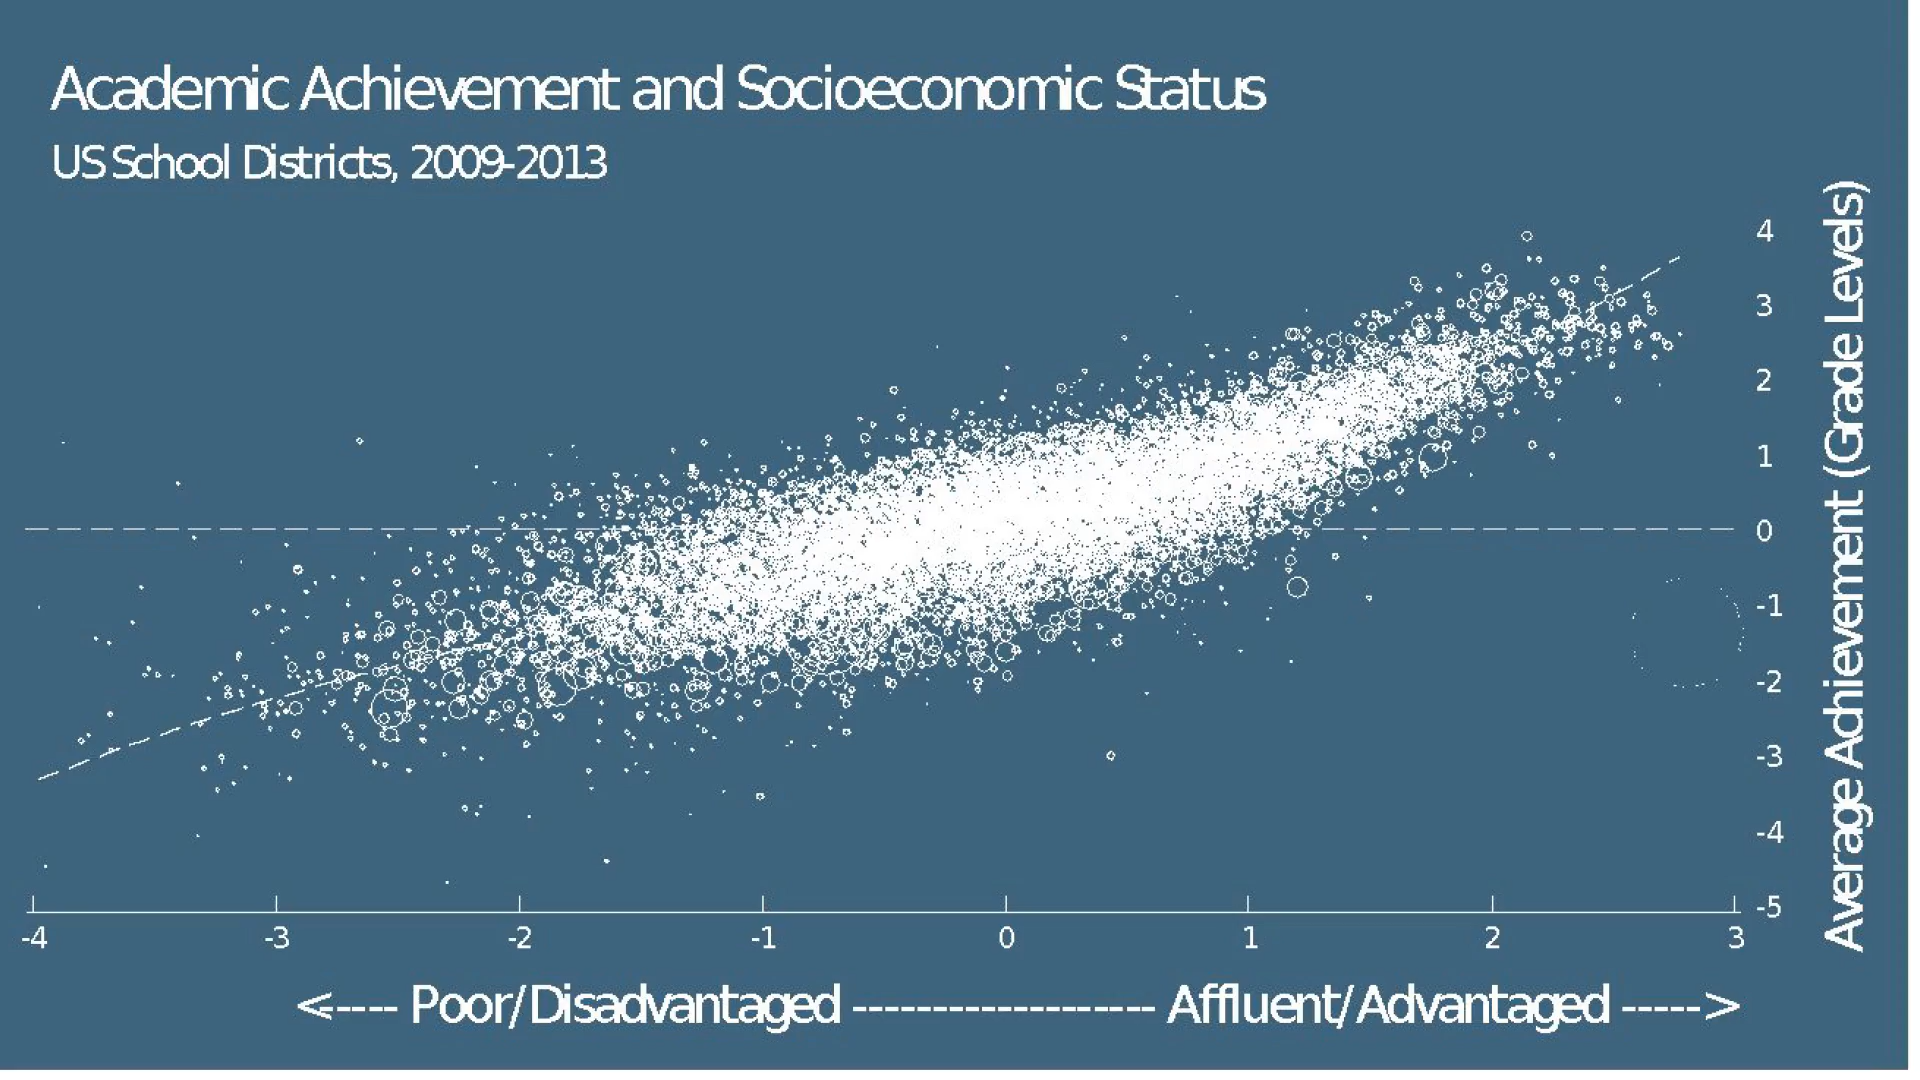 Academic Achievement and Socioeconomic Status
US School Districts, 2009-2013
4
3
2
1
0
-1
-2
-3
-4
-5
Average Achievement (Grade Levels)
-4 -3 -2 -1 0 1 2 3
<---- Poor/Disadvantaged ------------------- Affluent/Advantaged ----->